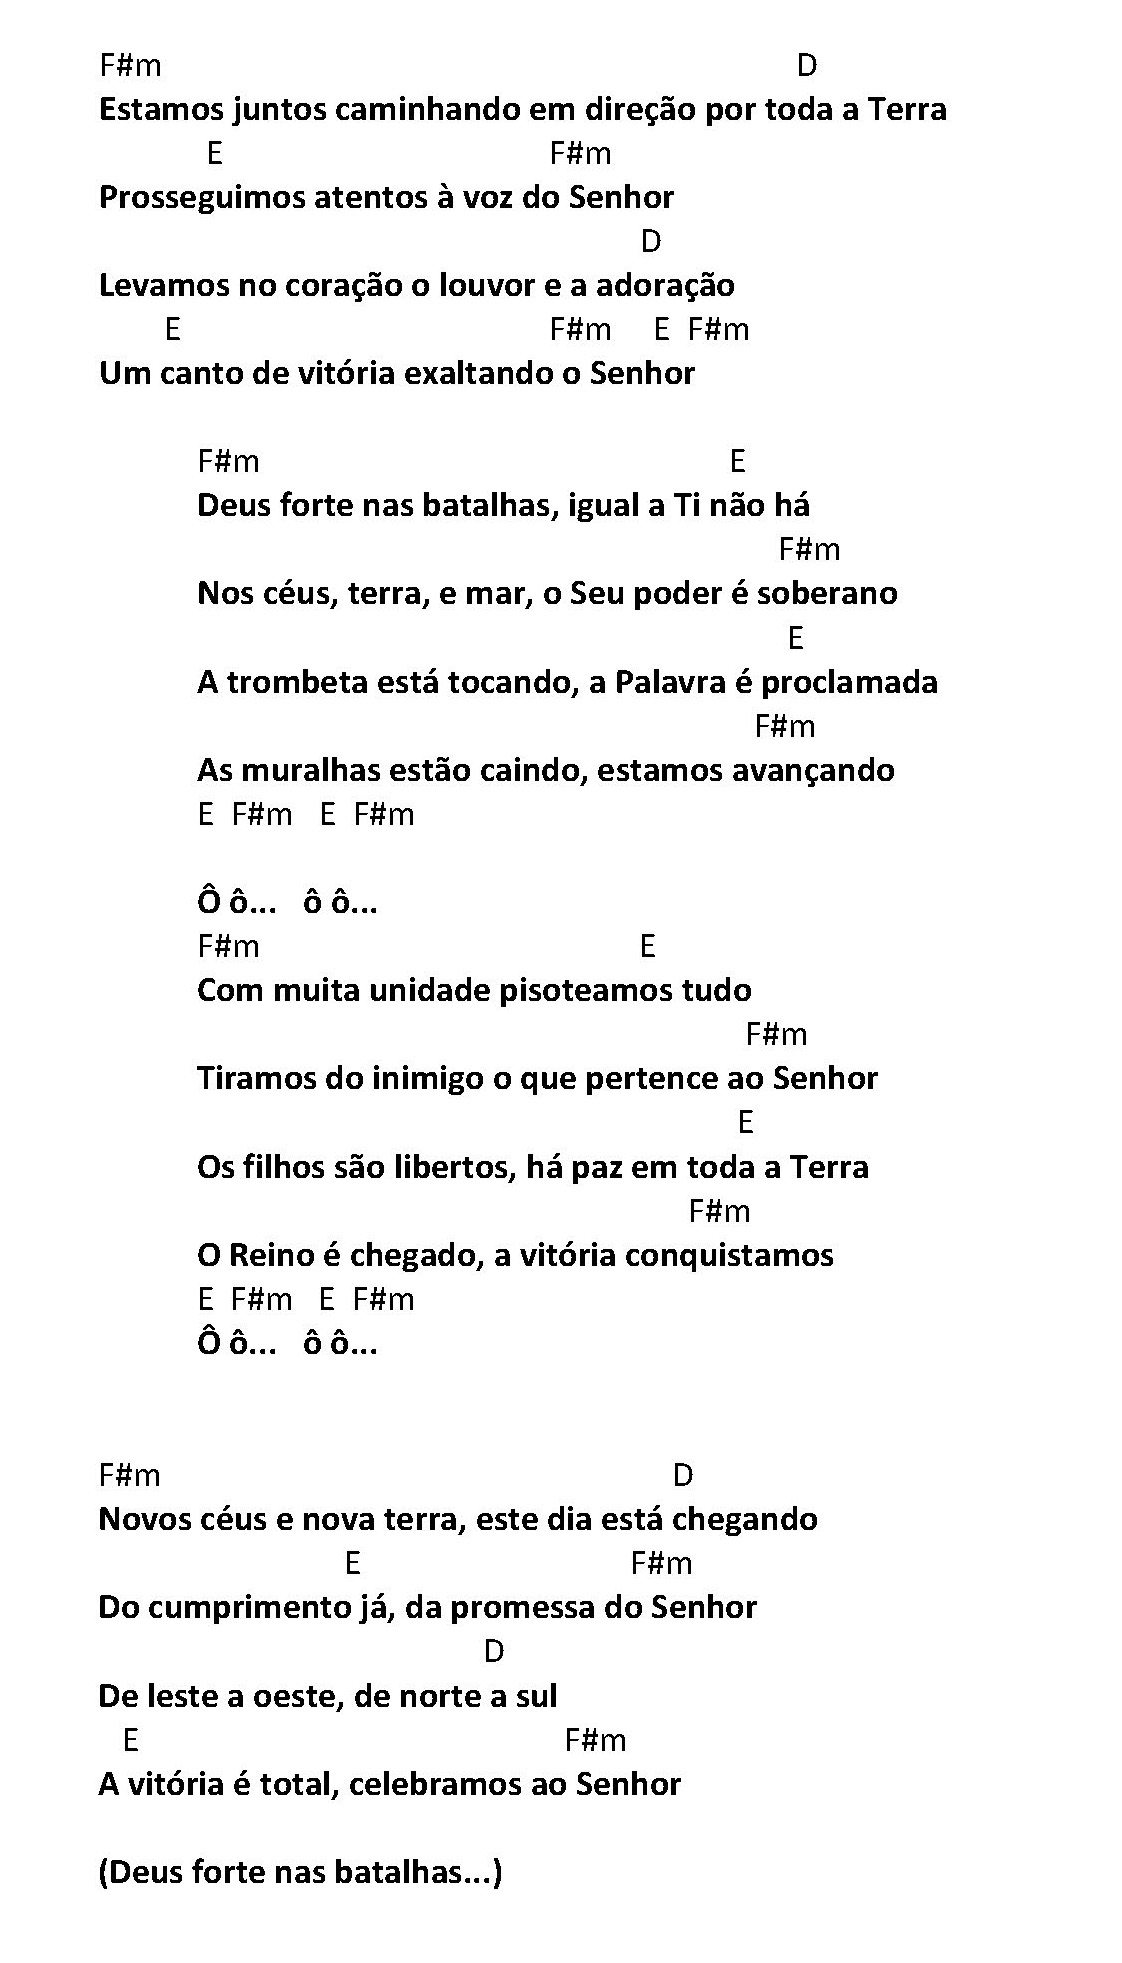 F#m D
Estamos juntos caminhando em direção por toda a Terra
E F#m
Prosseguimos atentos à voz do Senhor
D
Levamos no coração o louvor e a adoração
E F#m E F#m
Um canto de vitória exaltando o Senhor
F#m E
Deus forte nas batalhas, igual a Ti não há
F#m
Nos céus, terra, e mar, o Seu poder é soberano
E
A trombeta está tocando, a Palavra é proclamada
F#m
As muralhas estão caindo, estamos avançando
E F#m E F#m
Ô ô... ô ô...
F#m E
Com muita unidade pisoteamos tudo
F#m
Tiramos do inimigo o que pertence ao Senhor
E
Os filhos são libertos, há paz em toda a Terra
F#m
O Reino é chegado, a vitória conquistamos
E F#m E F#m
Ô ô... ô ô...
F#m D
Novos céus e nova terra, este dia está chegando
E F#m
Do cumprimento já, da promessa do Senhor
D
De leste a oeste, de norte a sul
E F#m
A vitória é total, celebramos ao Senhor
(Deus forte nas batalhas...)